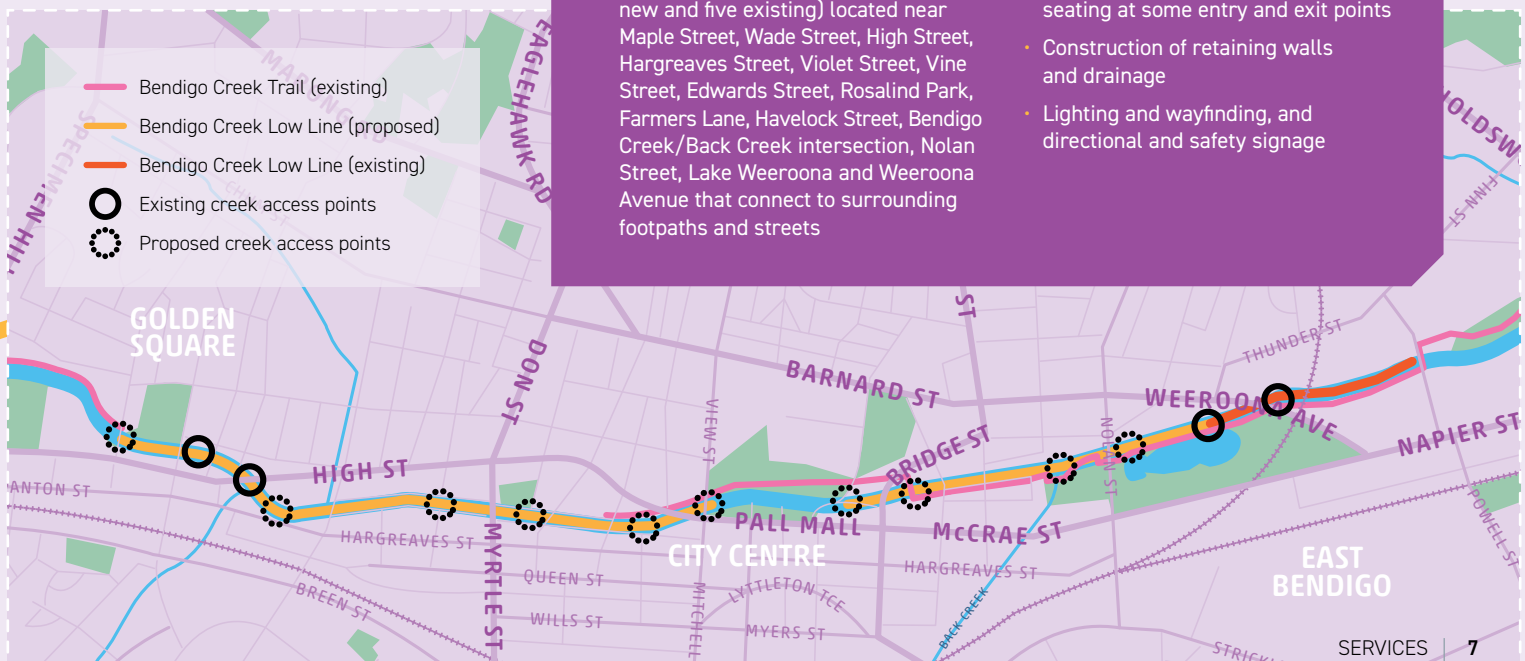 new and five existing) located near
Maple Street, Wade Street, High Street,
Hargreaves Street, Violet Street, Vine
Street, Edwards Street, Rosalind Park,
Farmers Lane, Havelock Street, Bendigo
Creek/Back Creek intersection, Nolan
Street, Lake Weeroona and Weeroona
Avenue that connect to surrounding
footpaths and streets
seating at some entry and exit points
• Construction of retaining walls
and drainage
• Lighting and wayfinding, and
directional and safety signage
Bendigo Creek Trail (existing)
Bendigo Creek Low Line (proposed)
Bendigo Creek Low Line (existing)
Existing creek access points
Proposed creek access points
EAGLEHAWK RD
FINN ST
GOLDEN
SQUARE
DON ST
ST
BARNARD ST
THUNDER ST
WEEROONA AVE
NAPIER ST
VIEW ST
NOLAN ST
BRIDGE ST
HIGH ST
ANTON ST
PALL MALL
McCRAE ST
POWELL ST
HARGREAVES ST
MYRTLE ST
CITY CENTRE
HARGREAVES ST
EAST
BENDIGO
QUEEN ST
LYTTLETON TCE
MITCHELL
BREEN ST
WILLS ST
MYERS ST
BACK CREEK
SERVICES | 7